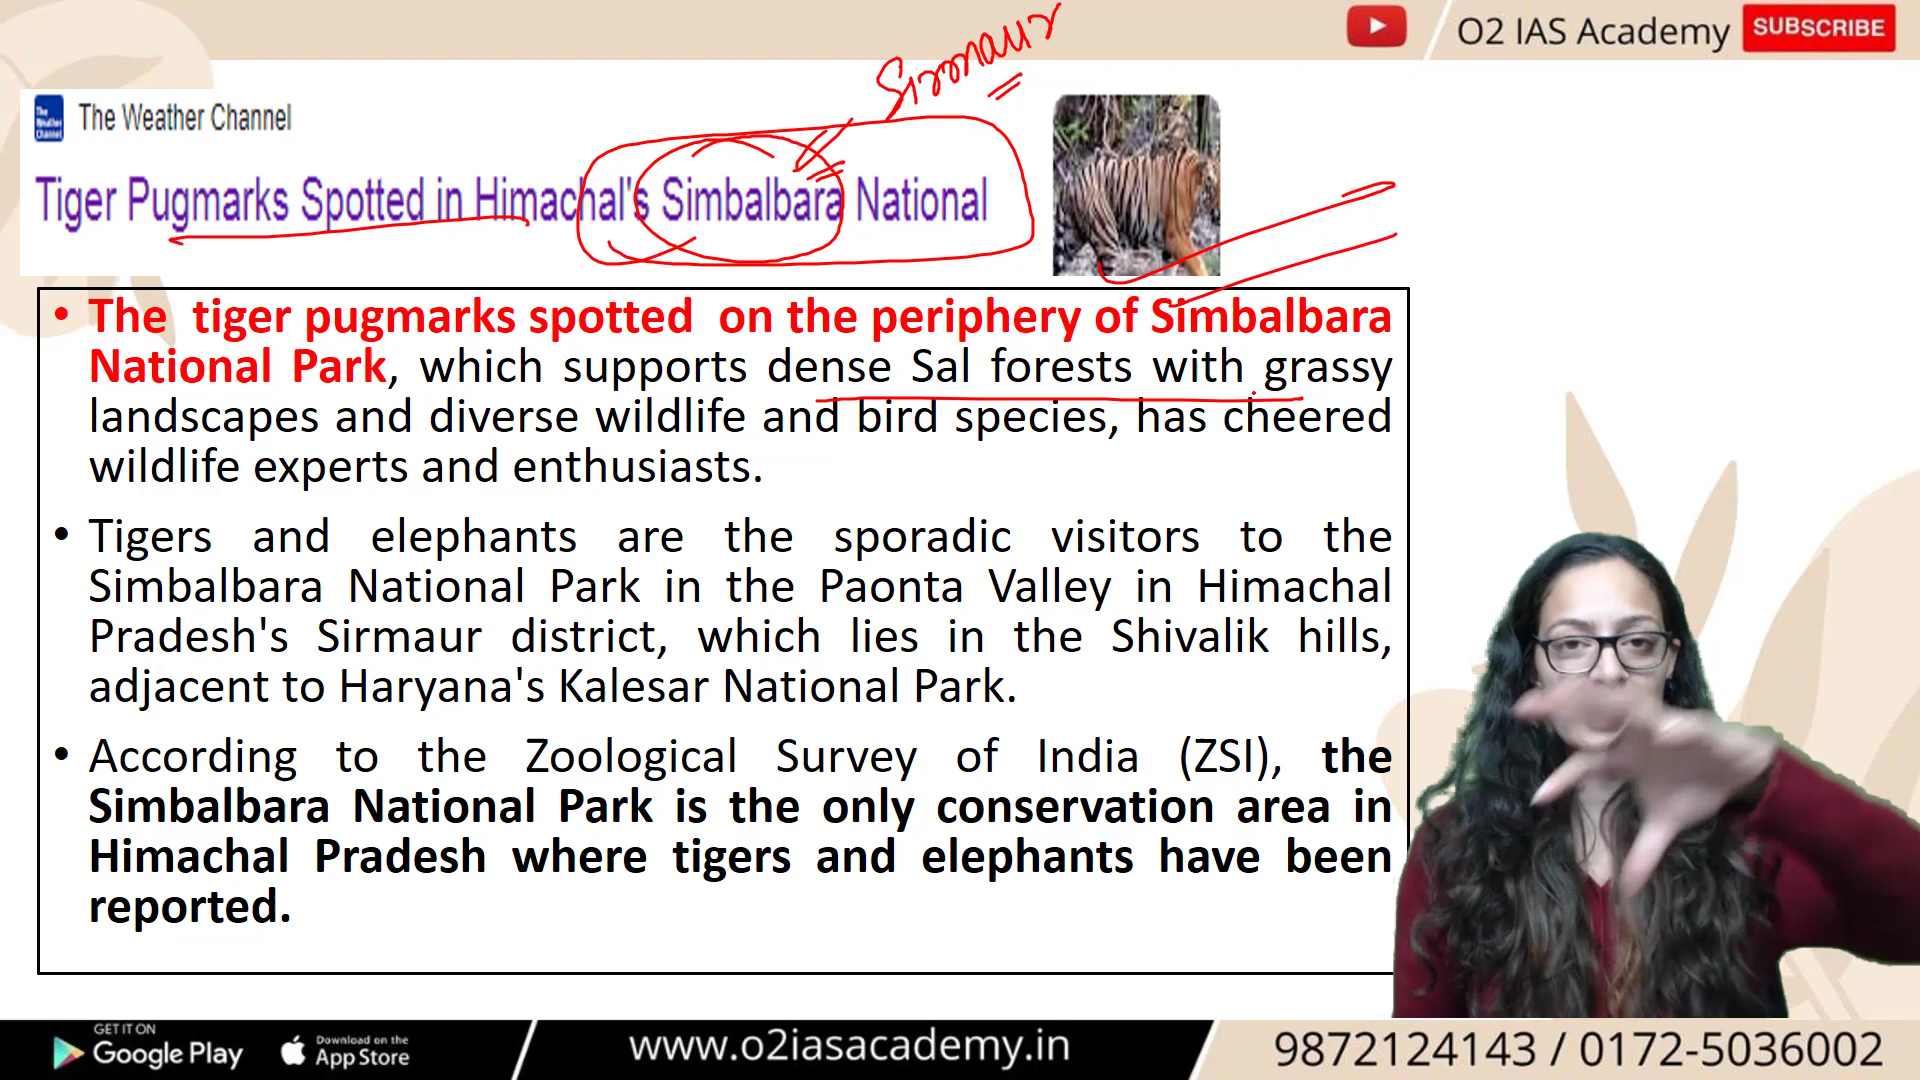 O2 IAS Academy SUBSCRIBE
Sirmaur
The Weather Channel
The Weather Channel
Tiger Pugmarks Spotted in Himachal's Simbalbara National
• The tiger pugmarks spotted on the periphery of Simbalbara
National Park, which supports dense Sal forests with grassy
landscapes and diverse wildlife and bird species, has cheered
wildlife experts and enthusiasts.
• Tigers and elephants are the sporadic visitors to the
Simbalbara National Park in the Paonta Valley in Himachal
Pradesh's Sirmaur district, which lies in the Shivalik hills,
adjacent to Haryana's Kalesar National Park.
• According to the Zoological Survey of India (ZSI), the
Simbalbara National Park is the only conservation area in
Himachal Pradesh where tigers and elephants have been
reported.
GET IT ON
Google Play
Download on the
App Store
www.o2iasacademy.in
9872124143 / 0172-5036002